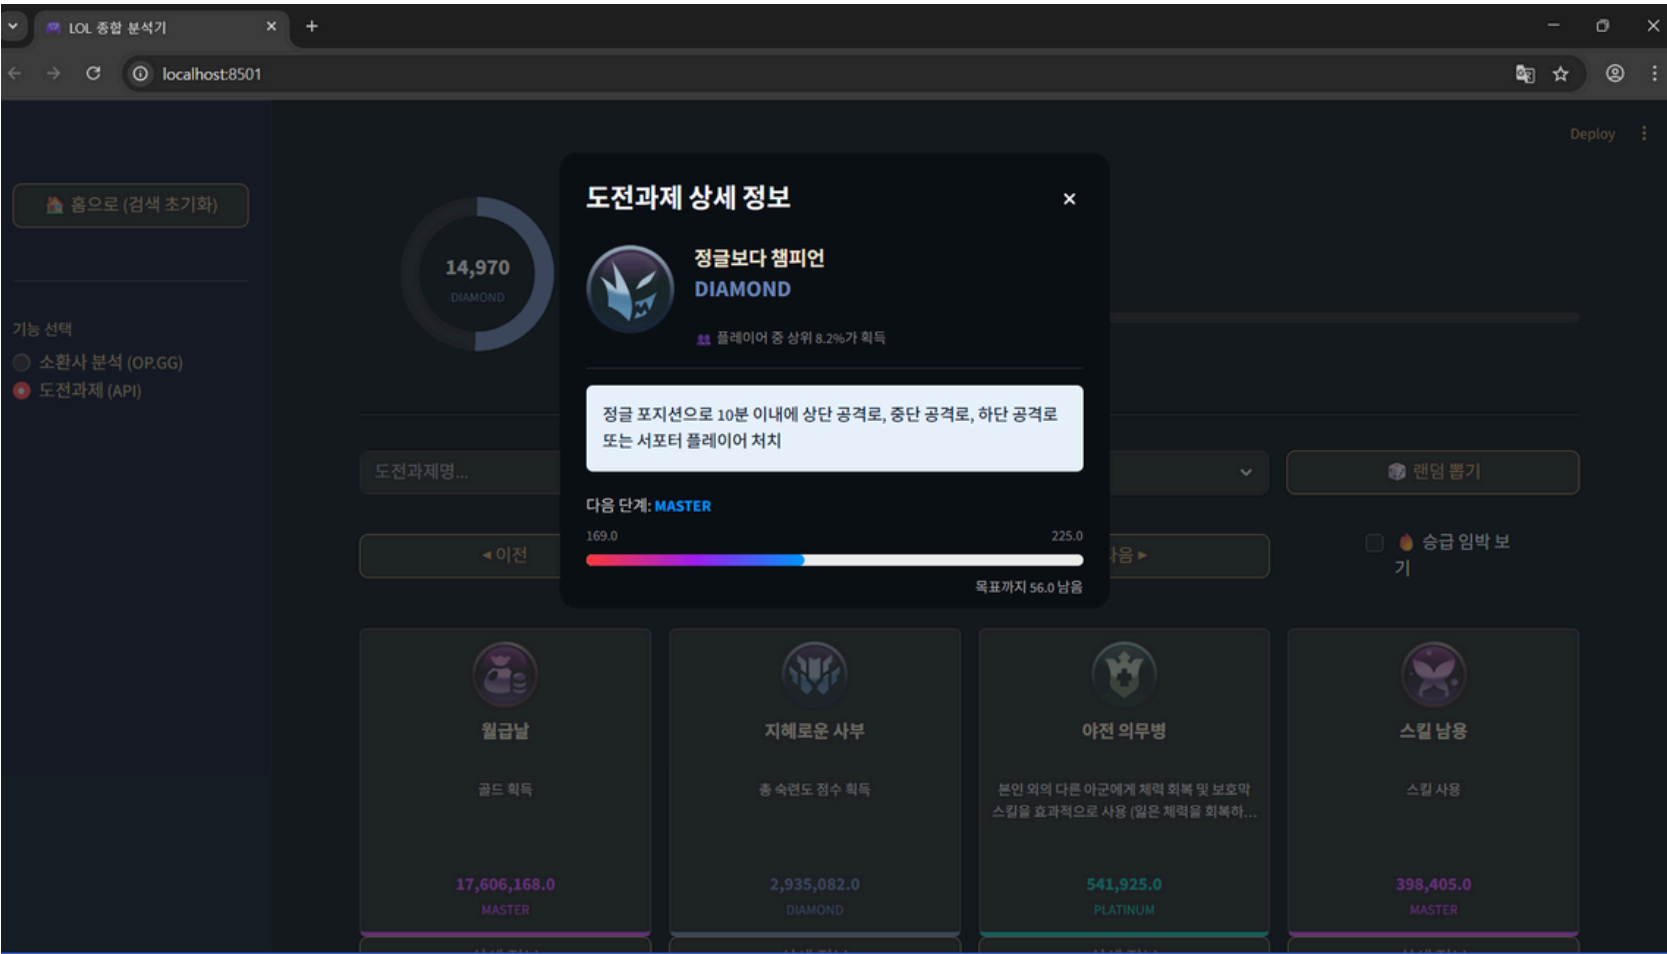 LOL 종합 분석기
localhost:8501
Deploy
홈으로 (검색 초기화)
기능 선택
소환사 분석 (OP.GG)
도전과제 (API)
14,970
DIAMOND
도전과제 상세 정보
정글보다 챔피언
DIAMOND
플레이어 중 상위 8.2%가 획득
정글 포지션으로 10분 이내에 상단 공격로, 중단 공격로, 하단 공격로
또는 서포터 플레이어 처치
다음 단계: MASTER
169.0 225.0
목표까지 56.0 남음
도전과제명...
랜덤 뽑기
◂ 이전
다음 ▸
승급 임박 보
기
월급날
골드 획득
17,606,168.0
MASTER
지혜로운 사부
총 숙련도 점수 획득
2,935,082.0
DIAMOND
야전 의무병
본인 외의 다른 아군에게 체력 회복 및 보호막
스킬을 효과적으로 사용 (잃은 체력을 회복하...
541,925.0
PLATINUM
스킬 남용
스킬 사용
398,405.0
MASTER